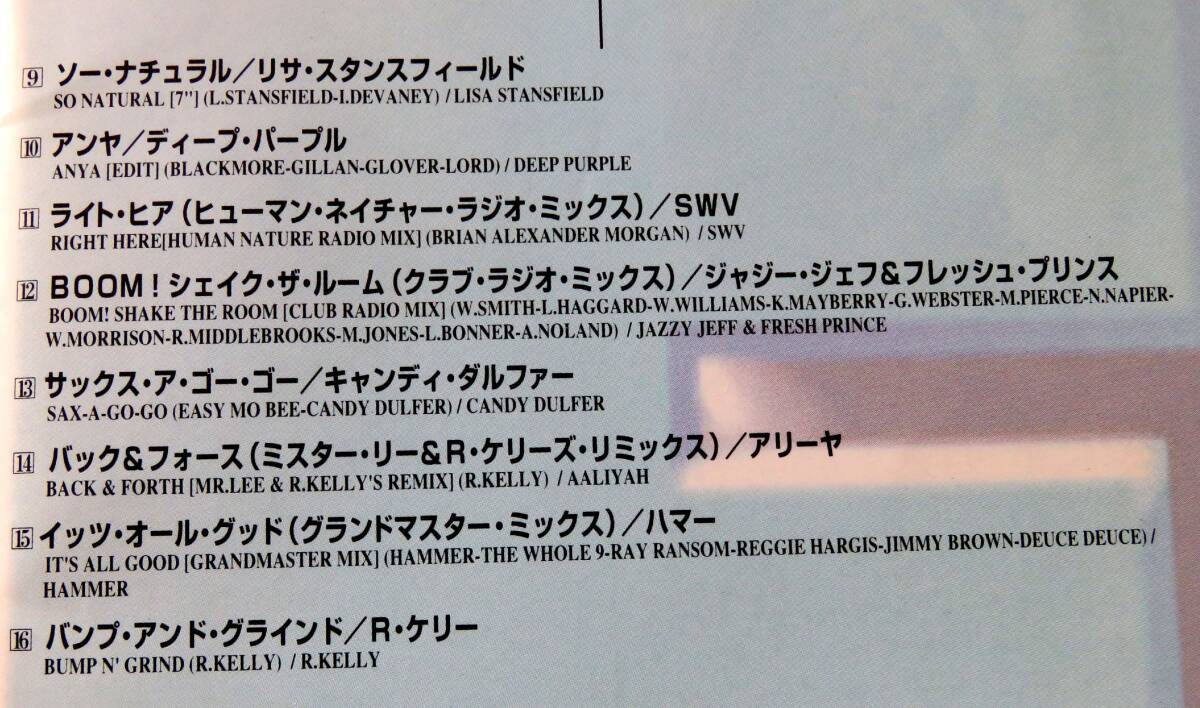 9 ソー・ナチュラル／リサ・スタンスフィールド
SO NATURAL [7"] (L.STANSFIELD-I.DEVANEY) / LISA STANSFIELD
10 アンヤ／ディープ・パープル
ANYA [EDIT] (BLACKMORE-GILLAN-GLOVER-LORD) / DEEP PURPLE
11 ライト・ヒア（ヒューマン・ネイチャー・ラジオ・ミックス）／SWV
RIGHT HERE[HUMAN NATURE RADIO MIX] (BRIAN ALEXANDER MORGAN) / SWV
12 BOOM！シェイク・ザ・ルーム（クラブ・ラジオ・ミックス）／ジャジー・ジェフ&フレッシュ・プリンス
BOOM! SHAKE THE ROOM [CLUB RADIO MIX] (W.SMITH-L.HAGGARD-W.WILLIAMS-K.MAYBERRY-G.WEBSTER-M.PIERCE-N.NAPIER-
W.MORRISON-R.MIDDLEBROOKS-M.JONES-L.BONNER-A.NOLAND) / JAZZY JEFF & FRESH PRINCE
13 サックス・ア・ゴー・ゴー／キャンディ・ダルファー
SAX-A-GO-GO (EASY MO BEE-CANDY DULFER) / CANDY DULFER
14 バック&フォース（ミスター・リー&R・ケリーズ・リミックス）／アリーヤ
BACK & FORTH [MR.LEE & R.KELLY'S REMIX] (R.KELLY) / AALIYAH
15 イッツ・オール・グッド（グランドマスター・ミックス）／ハマー
IT'S ALL GOOD [GRANDMASTER MIX] (HAMMER-THE WHOLE 9-RAY RANSOM-REGGIE HARGIS-JIMMY BROWN-DEUCE DEUCE) /
HAMMER
16 バンプ・アンド・グラインド／R・ケリー
BUMP N' GRIND (R.KELLY) / R.KELLY